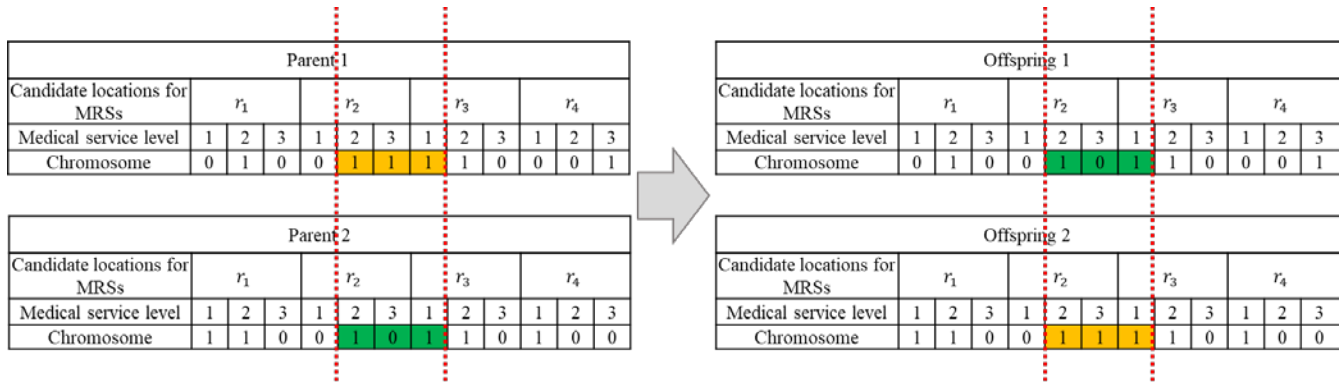 Parent 1
Candidate locations for MRSs r1 r2 r3 r4
Medical service level 1 2 3 1 2 3 1 2 3 1 2 3
Chromosome 0 1 0 0 1 1 1 1 0 0 0 1
Parent 2
Candidate locations for MRSs r1 r2 r3 r4
Medical service level 1 2 3 1 2 3 1 2 3 1 2 3
Chromosome 1 1 0 0 1 0 1 1 0 1 0 0
Offspring 1
Candidate locations for MRSs r1 r2 r3 r4
Medical service level 1 2 3 1 2 3 1 2 3 1 2 3
Chromosome 0 1 0 0 1 0 1 1 0 0 0 1
Offspring 2
Candidate locations for MRSs r1 r2 r3 r4
Medical service level 1 2 3 1 2 3 1 2 3 1 2 3
Chromosome 1 1 0 0 1 1 1 1 0 1 0 0